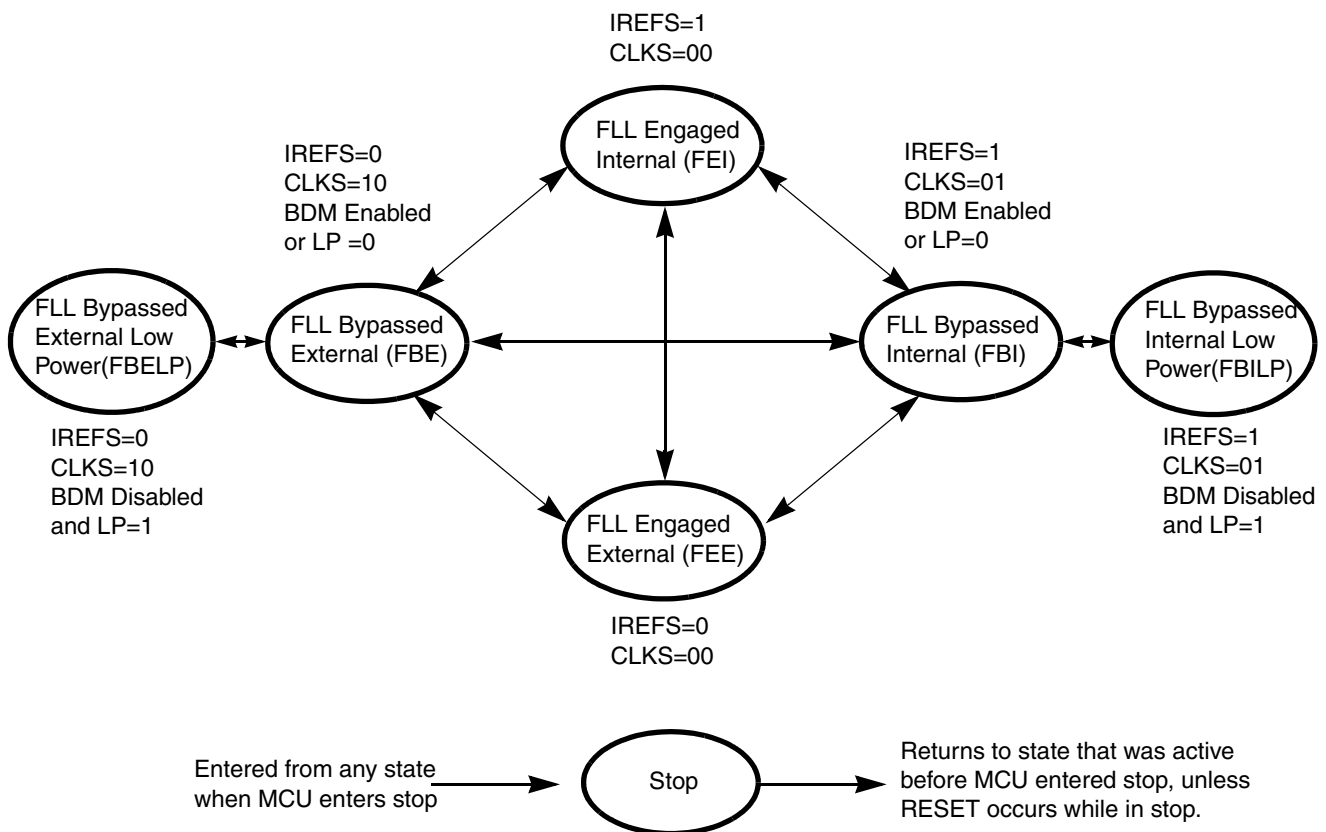 IREFS=1
CLKS=00
FLL Engaged
Internal (FEI)
IREFS=0
CLKS=10
BDM Enabled
or LP =0
IREFS=1
CLKS=01
BDM Enabled
or LP=0
FLL Bypassed
External Low
Power(FBELP)
FLL Bypassed
External (FBE)
FLL Bypassed
Internal (FBI)
FLL Bypassed
Internal Low
Power(FBILP)
IREFS=0
CLKS=10
BDM Disabled
and LP=1
IREFS=1
CLKS=01
BDM Disabled
and LP=1
FLL Engaged
External (FEE)
IREFS=0
CLKS=00
Entered from any state
when MCU enters stop
Stop
Returns to state that was active
before MCU entered stop, unless
RESET occurs while in stop.